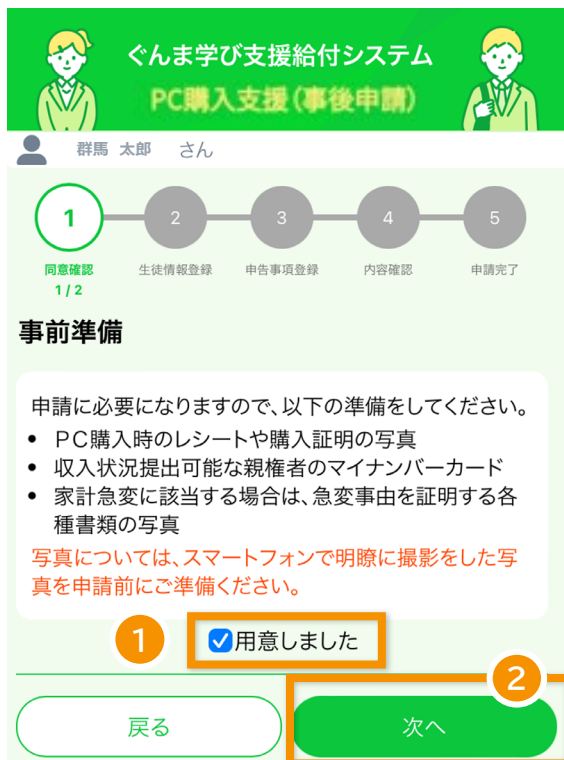 ぐんま学び支援給付システム
PC購入支援(事後申請)
群馬 太郎 さん
1 2 3 4 5
同意確認 生徒情報登録 申告事項登録 内容確認 申請完了
1 / 2
事前準備
申請に必要になりますので、以下の準備をしてください。
• PC購入時のレシートや購入証明の写真
• 収入状況提出可能な親権者のマイナンバーカード
• 家計急変に該当する場合は、急変事由を証明する各
種書類の写真
写真については、スマートフォンで明瞭に撮影をした写
真を申請前にご準備ください。
1 用意しました
2
戻る 次へ